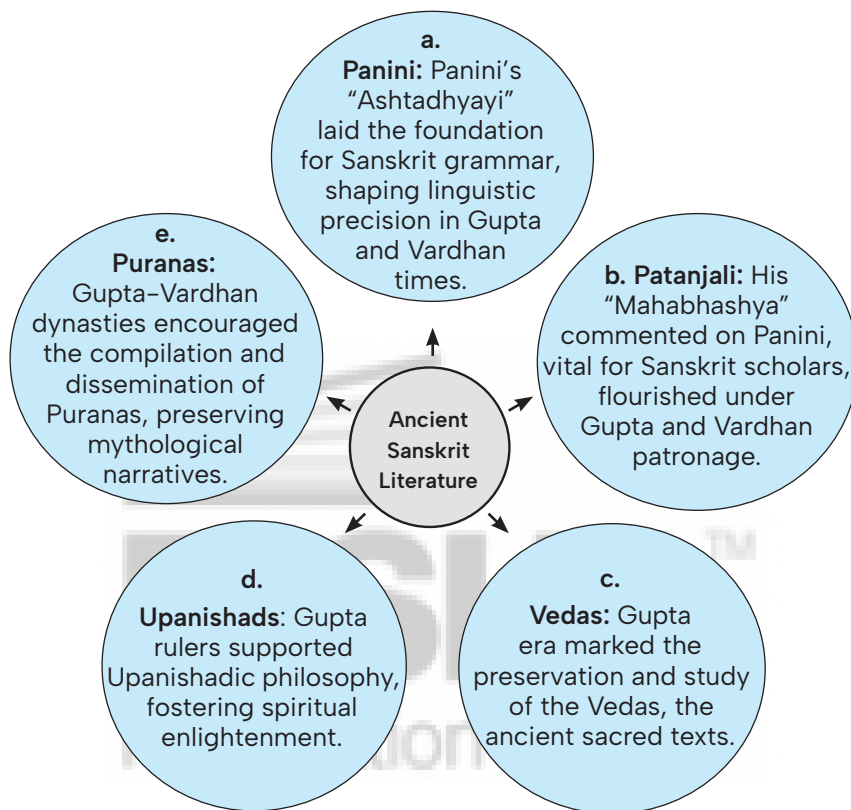 a.
Panini: Panini's
“Ashtadhyayi”
laid the foundation
for Sanskrit grammar,
shaping linguistic
precision in Gupta
and Vardhan
times.
b. Patanjali: His
“Mahabhashya”
commented on Panini,
vital for Sanskrit scholars,
flourished under
Gupta and Vardhan
patronage.
c.
Vedas: Gupta
era marked the
preservation and study
of the Vedas, the
ancient sacred texts.
d.
Upanishads: Gupta
rulers supported
Upanishadic philosophy,
fostering spiritual
enlightenment.
e.
Puranas:
Gupta-Vardhan
dynasties encouraged
the compilation and
dissemination of
Puranas, preserving
mythological
narratives.
Ancient
Sanskrit
Literature
TM